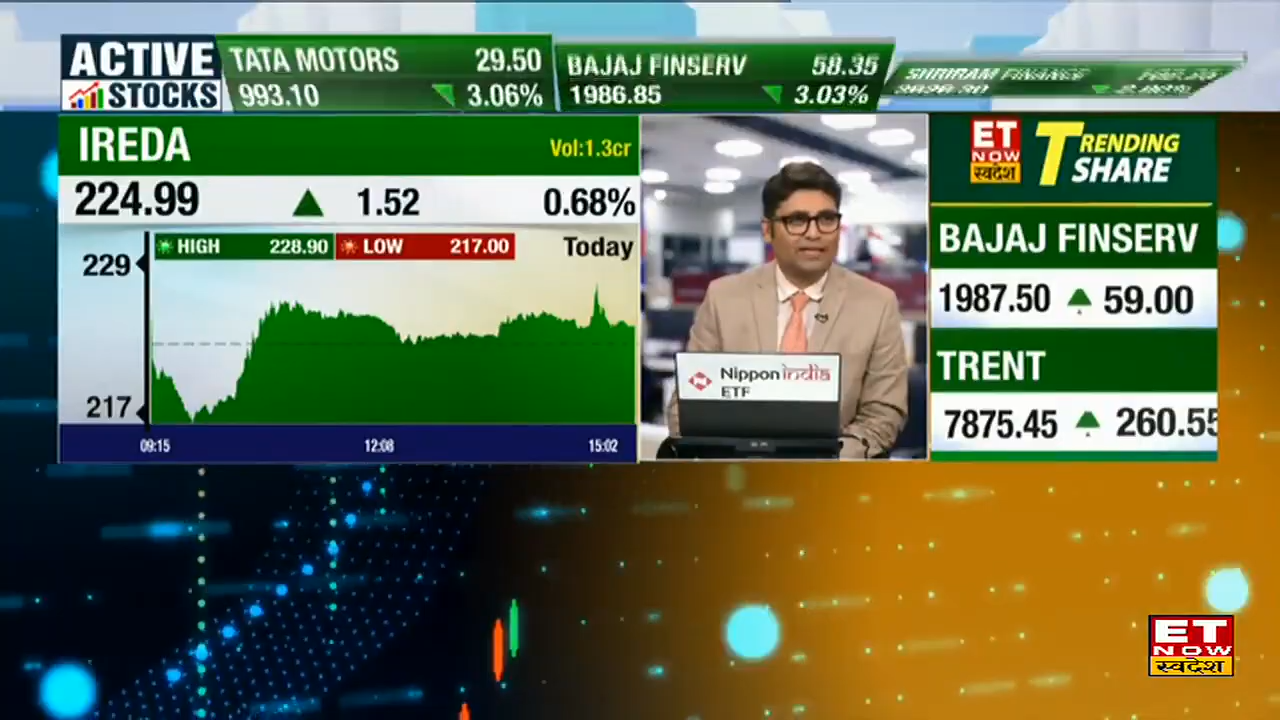 ACTIVE
STOCKS
TATA MOTORS 29.50
993.10 3.06%
BAJAJ FINSERV 58.35
1986.85 3.03%
SHRIRAM FINANCE
IREDA Vol:1.3cr
224.99 1.52 0.68%
HIGH 228.90 LOW 217.00 Today
229
217
09:15 12:08 15:02
Nippon india
ETF
ET
NOW
स्वदेश
TRENDING
SHARE
BAJAJ FINSERV
1987.50 59.00
TRENT
7875.45 260.55
ET
NOW
स्वदेश